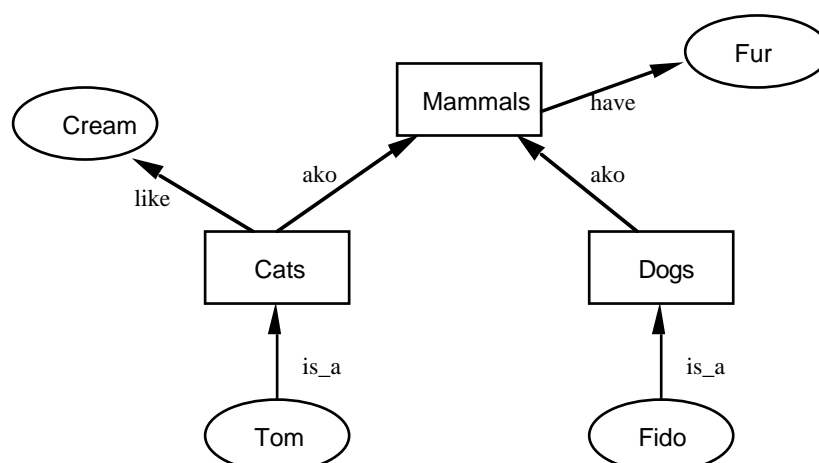 Fur
Mammals
have
Cream
ako
ako
like
Cats
Dogs
is_a
is_a
Tom
Fido